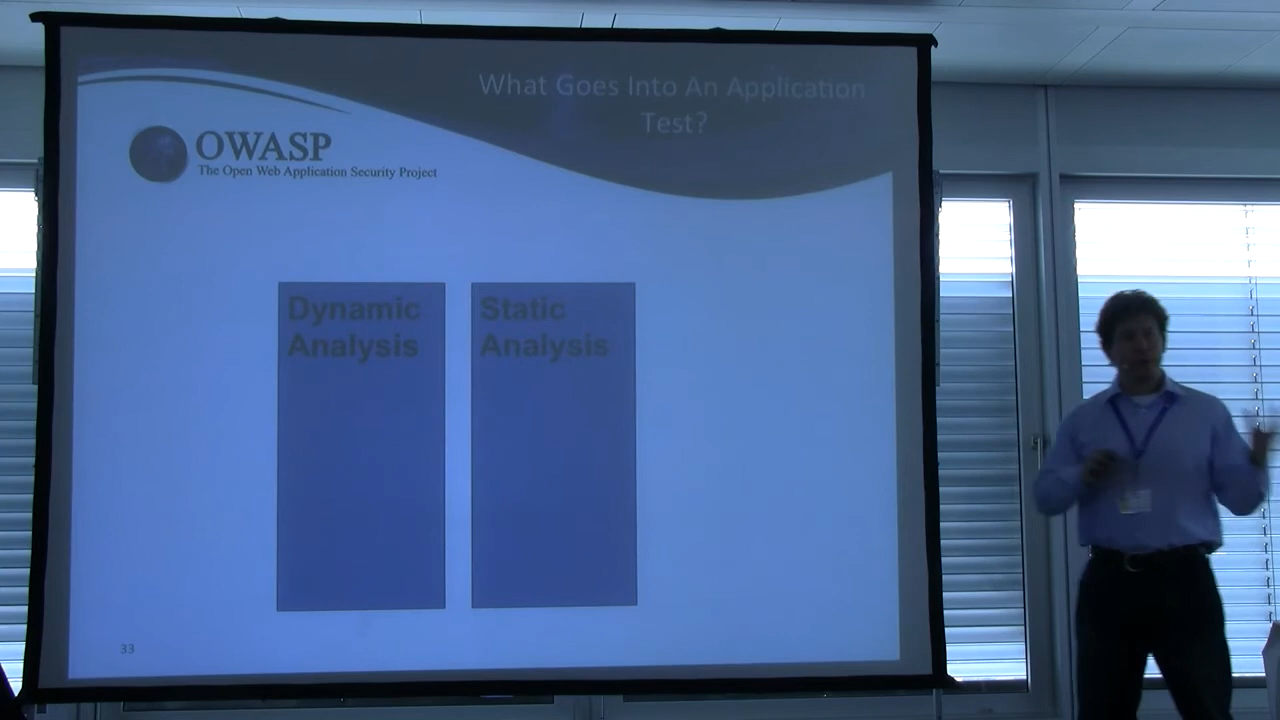 What Goes Into An Application
Test?
OWASP
The Open Web Application Security Project
Dynamic
Analysis
Static
Analysis
33